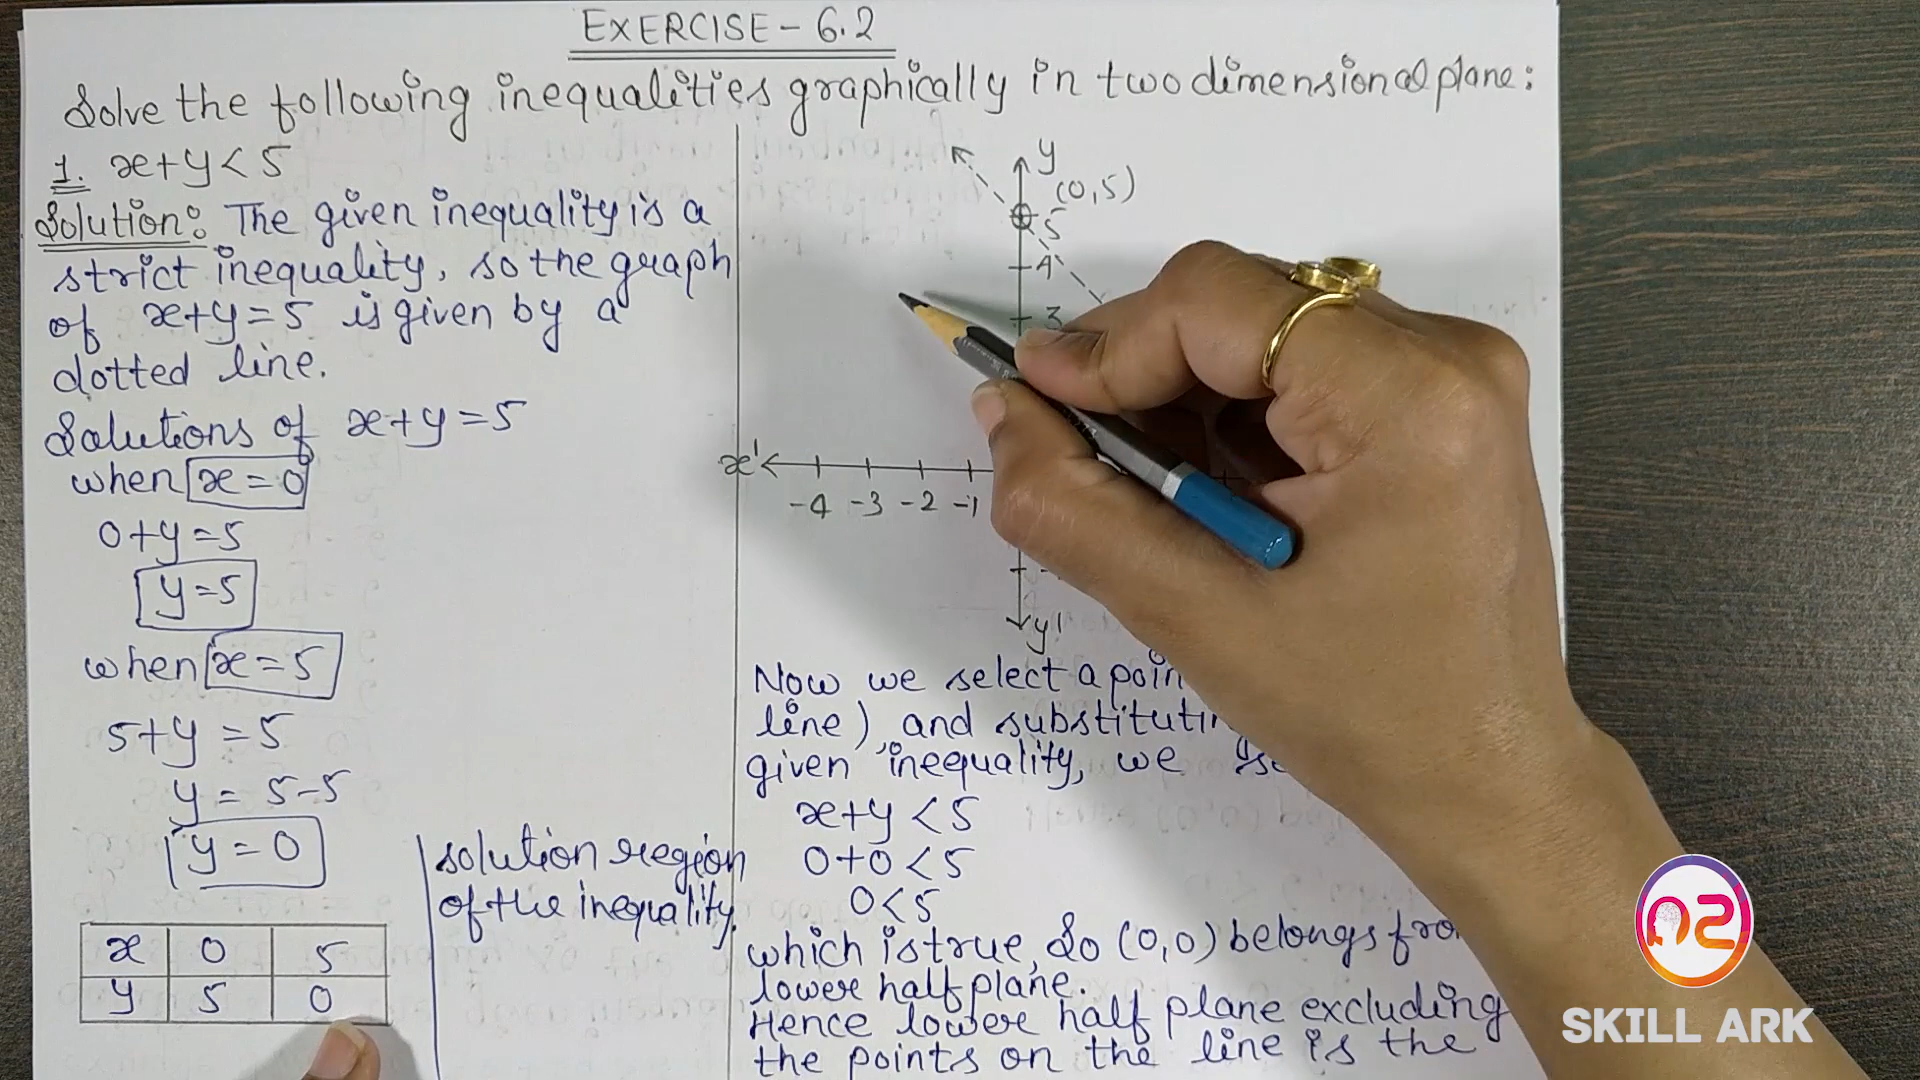 EXERCISE - 6.2
Solve the following inequalities graphically in two dimensional plane:
1. x+y<5
Solution: The given inequality is a
strict inequality, so the graph
of x+y=5 is given by a
dotted line.
Solutions of x+y=5
when x=0
0+y=5
y=5
when x=5
5+y=5
y=5-5
y=0
x 0 5
y 5 0
solution region
of the inequality.
y
(0,5)
5
4
3
x'
-4 -3 -2 -1
y'
Now we select a
line), and
given inequality, we
x+y<5
0+0<5
0<5
which is true, So (0,0) belongs
lower half plane.
Hence lower half plane excluding
the points on the line is the
SKILL ARK